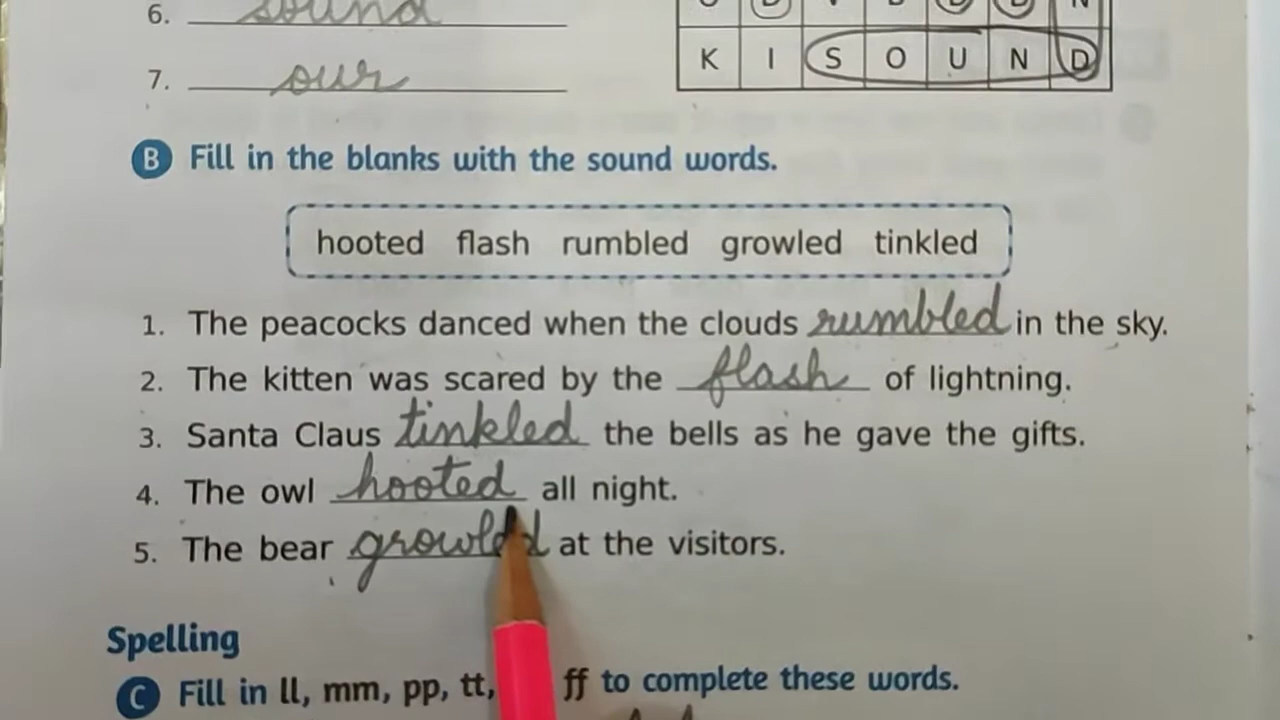 6. sound
7. our
K I S O U N D
B Fill in the blanks with the sound words.
hooted flash rumbled growled tinkled
1. The peacocks danced when the clouds rumbled in the sky.
2. The kitten was scared by the flash of lightning.
3. Santa Claus tinkled the bells as he gave the gifts.
4. The owl hooted all night.
5. The bear growled at the visitors.
Spelling
C Fill in ll, mm, pp, tt, ff to complete these words.